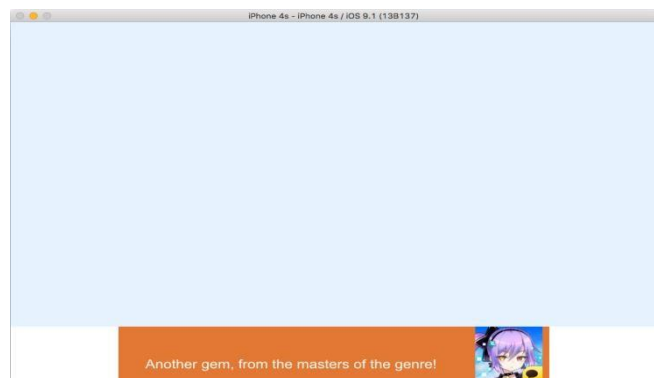 iPhone 4s - iPhone 4s / iOS 9.1 (13B137)
Another gem, from the masters of the genre!